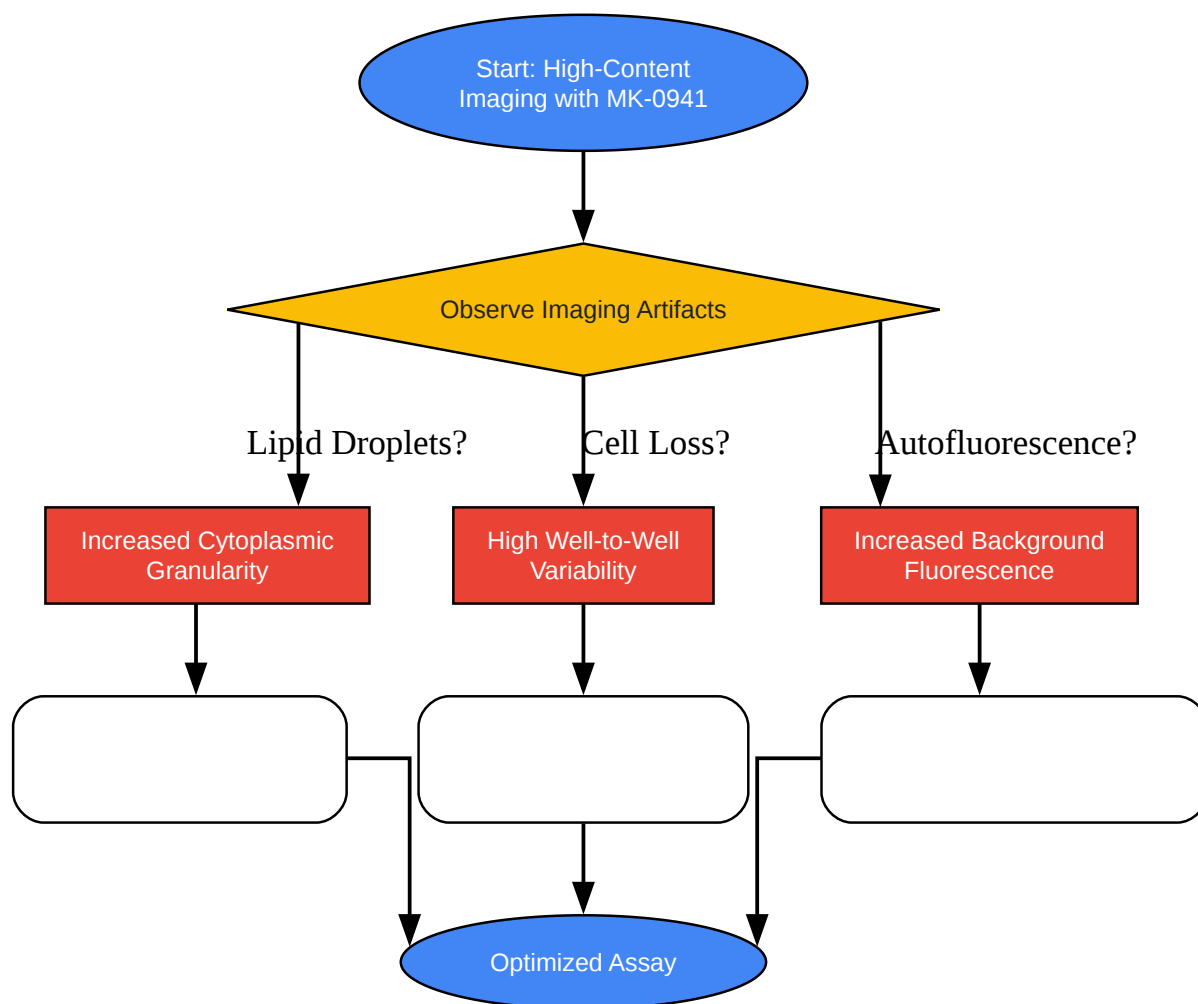 Start: High-Content
Imaging with MK-0941
Observe Imaging Artifacts
Lipid Droplets?
Cell Loss?
Autofluorescence?
Increased Cytoplasmic
Granularity
High Well-to-Well
Variability
Increased Background
Fluorescence
Optimized Assay